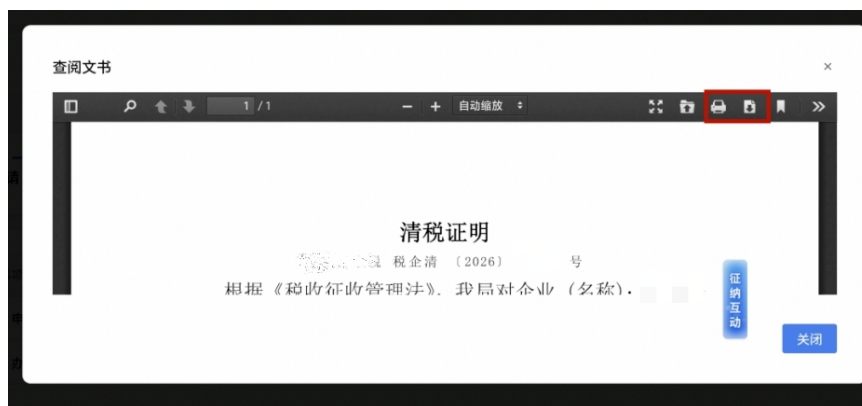 查阅文书
×
1 / 1
自动缩放
清税证明
税企清 〔2026〕 号
根据《税收征收管理法》，我局对企业（名称）：
征纳互动
关闭